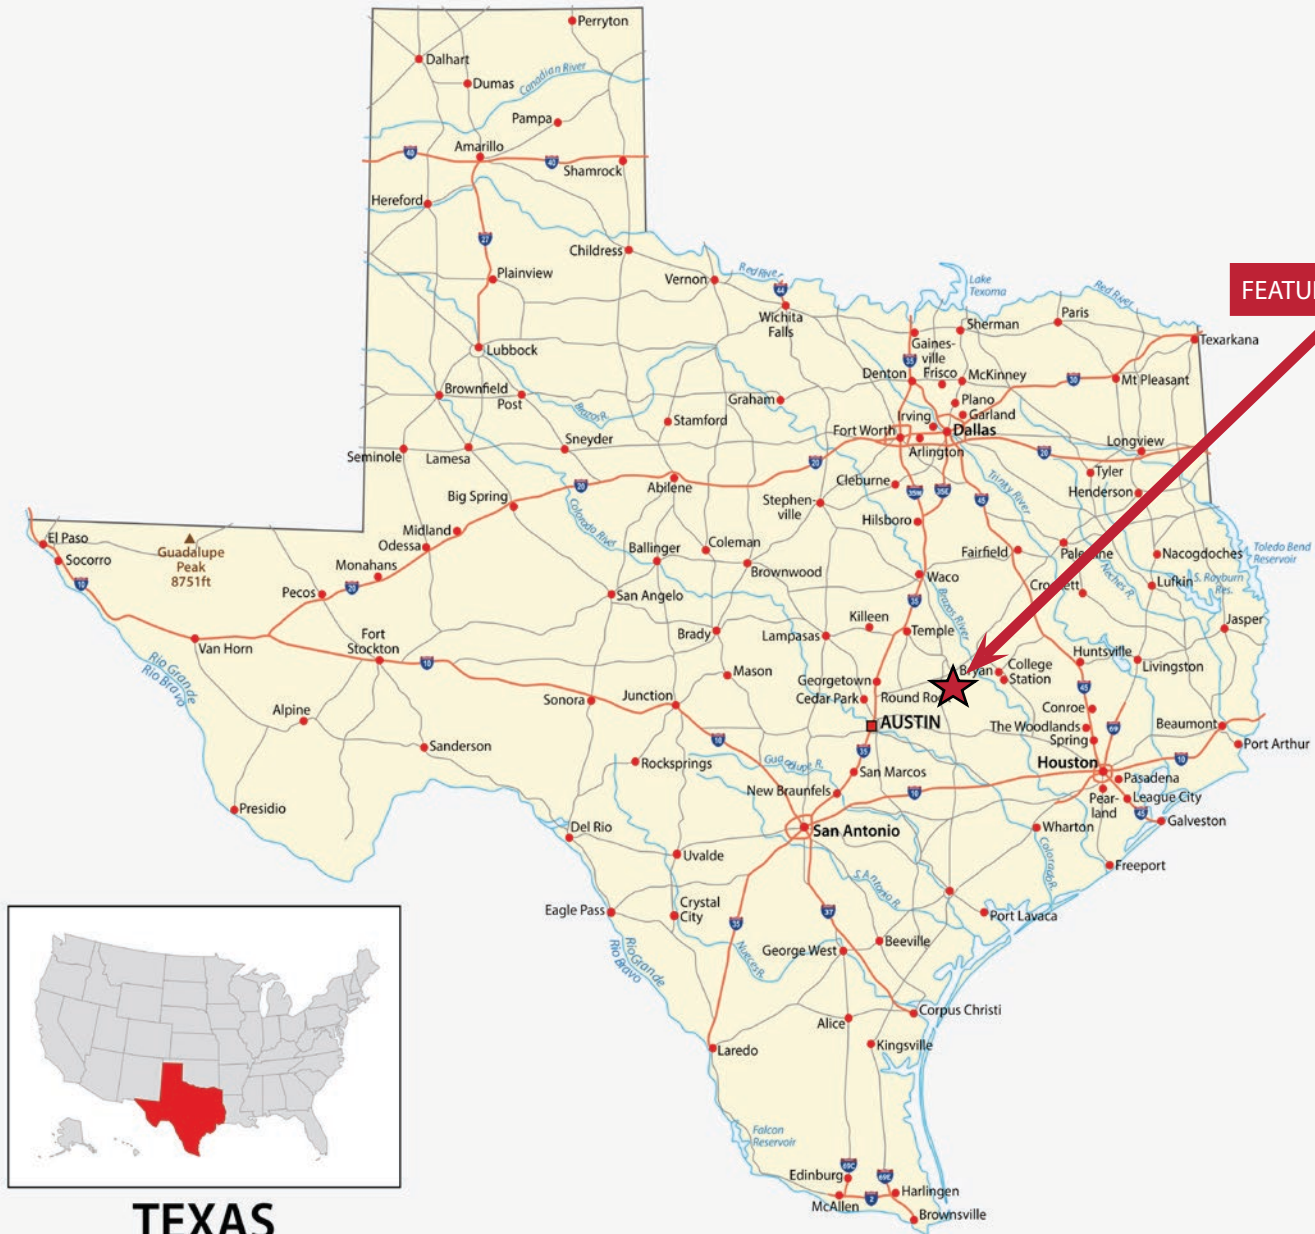 Perryton
Dalhart
Dumas
Canadian River
Pampa
Amarillo
40
40
Shamrock
Hereford
27
Childress
Plainview
Vernon
Red River
44
Lake
Texoma
Red River
FEATU
Wichita
Falls
Sherman
Paris
Gaines-
ville
Texarkana
Lubbock
35
Denton
Frisco
McKinney
30
Mt Pleasant
Brownfield
Post
Brazos R.
Graham
Plano
Garland
Stamford
Irving
Fort Worth
Dallas
Arlington
Longview
Seminole
Lamesa
Sneyder
20
20
Tyler
Henderson
Big Spring
20
Abilene
Cleburne
35W
35E
45
Trinity River
Stephen-
ville
Colorado River
Hilsboro
El Paso
Socorro
Guadalupe
Peak
8751ft
Midland
Odessa
Ballinger
Coleman
Fairfield
Nacogdoches
Toledo Bend
Reservoir
Monahans
Brownwood
Waco
Neches R.
Lufkin
S. Rayburn
Res.
10
Pecos
20
San Angelo
35
Brazos River
Killeen
Jasper
Van Horn
Fort
Stockton
10
Brady
Lampasas
Temple
Huntsville
Rio Grande
Rio Bravo
Mason
Bryan
College
Station
Livingston
Georgetown
Cedar Park
45
Alpine
Sonora
Junction
Conroe
69
AUSTIN
The Woodlands
Beaumont
Spring
Port Arthur
Sanderson
10
Rocksprings
Guadalupe R.
35
San Marcos
Houston
10
Pasadena
New Braunfels
10
Pear-
land
League City
45
Presidio
Del Rio
San Antonio
Wharton
Galveston
Uvalde
Colorado R.
Freeport
S. Antonio R.
Eagle Pass
Crystal
City
35
37
Port Lavaca
Rio Grande
Rio Bravo
Nueces R.
George West
Beeville
Corpus Christi
Alice
Laredo
Kingsville
Falcon
Reservoir
69C
69E
Edinburg
Harlingen
2
McAllen
Brownsville
TEXAS